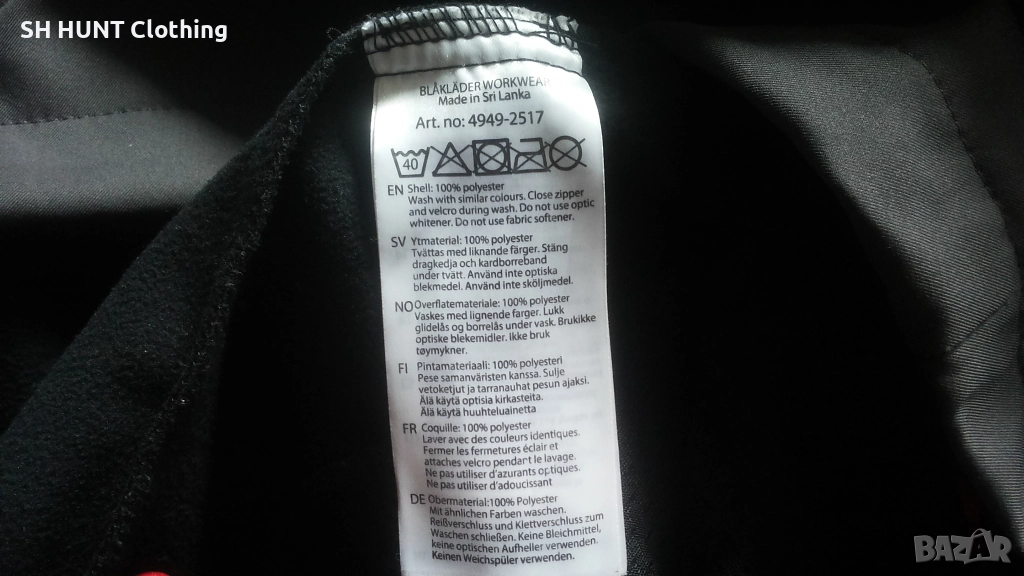 SH HUNT Clothing
BLÅKLÄDER WORKWEAR
Made in Sri Lanka
Art. no: 4949-2517
40
EN Shell: 100% polyester
Wash with similar colours. Close zipper
and velcro during wash. Do not use optic
whitener. Do not use fabric softener.
SV Ytmaterial: 100% polyester
Tvättas med liknande färger. Stäng
dragkedja och kardborreband
under tvätt. Använd inte optiska
blekmedel. Använd inte sköljmedel.
NO Overflatemateriale: 100% polyester
Vaskes med lignende farger. Lukk
glidelås og borrelås under vask. Brukikke
optiske blekemidler. Ikke bruk
tøymykner.
FI Pintamateriaali: 100% polyesteri
Pese samanväristen kanssa. Sulje
vetoketjut ja tarranauhat pesun ajaksi.
Älä käytä optisia kirkasteita.
Älä käytä huuhteluainetta
FR Coquille: 100% polyester
Laver avec des couleurs identiques.
Fermer les fermetures éclair et
attaches velcro pendant le lavage.
Ne pas utiliser d'azurants optiques.
Ne pas utiliser d'adoucissant
DE Obermaterial:100% Polyester
Mit ähnlichen Farben waschen.
Reißverschluss und Klettverschluss zum
Waschen schließen. Keine Bleichmittel,
keine optischen Aufheller verwenden.
Keinen Weichspüler verwenden.
BAZAR